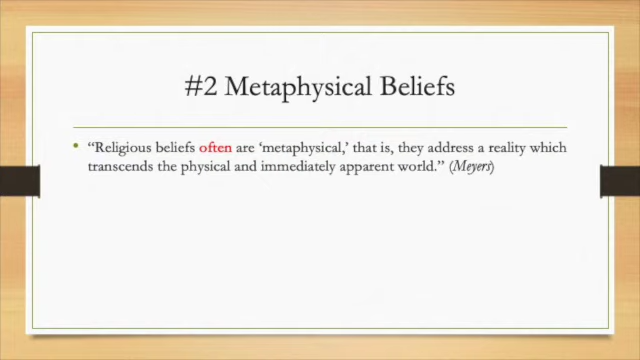 #2 Metaphysical Beliefs
• “Religious beliefs often are ‘metaphysical,’ that is, they address a reality which
transcends the physical and immediately apparent world.” (Meyers)